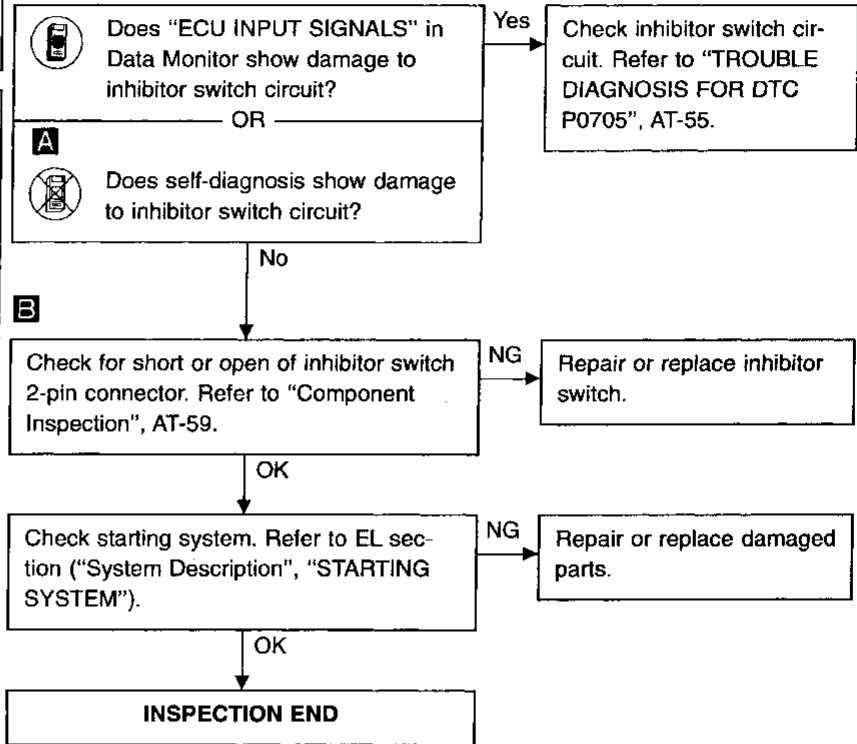 Does “ECU INPUT SIGNALS” in
Data Monitor show damage to
inhibitor switch circuit?
Yes
Check inhibitor switch cir-
cuit. Refer to “TROUBLE
DIAGNOSIS FOR DTC
P0705”, AT-55.
OR
A
Does self-diagnosis show damage
to inhibitor switch circuit?
No
B
Check for short or open of inhibitor switch
2-pin connector. Refer to “Component
Inspection”, AT-59.
NG
Repair or replace inhibitor
switch.
OK
Check starting system. Refer to EL sec-
tion (“System Description”, “STARTING
SYSTEM”).
NG
Repair or replace damaged
parts.
OK
INSPECTION END